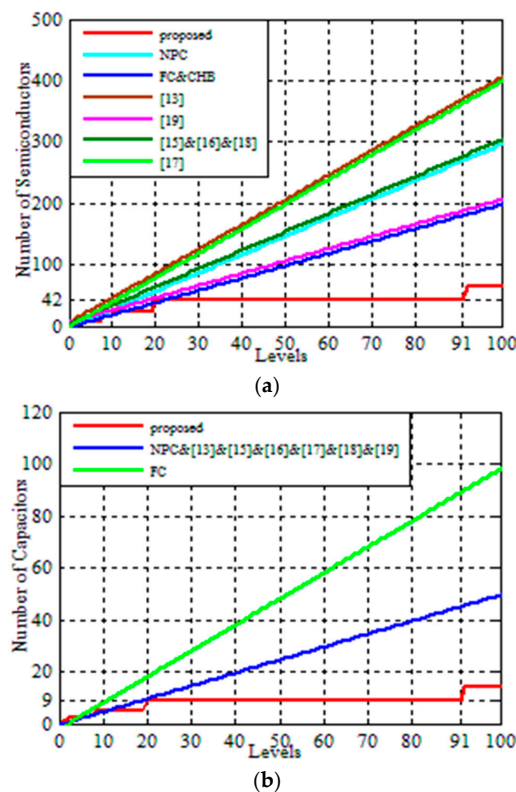 500
400
300
200
100
42
0
Number of Semiconductors
proposed
NPC
FC&CHB
[13]
[19]
[15]&[16]&[18]
[17]
0 10 20 30 40 50 60 70 80 91 100
Levels
(a)
120
100
80
60
40
20
9
0
Number of Capacitors
proposed
NPC&[13]&[15]&[16]&[17]&[18]&[19]
FC
0 10 20 30 40 50 60 70 80 91 100
Levels
(b)